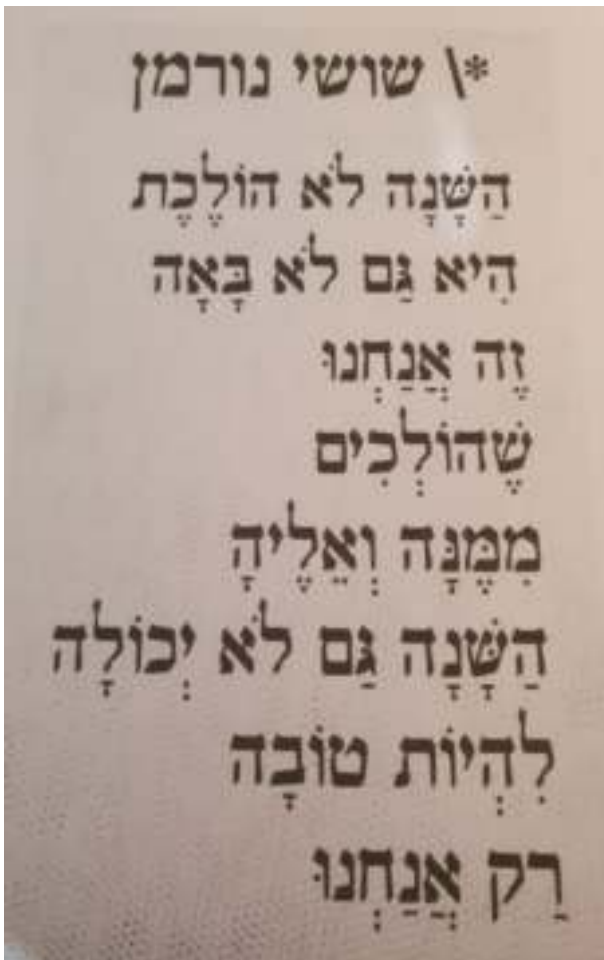 *\ שושי נורמן
הַשָּׁנָה לֹא הוֹלֶכֶת
הִיא גַּם לֹא בָּאָה
זֶה אֲנַחְנוּ
שֶׁהוֹלְכִים
מִמֶּנָּה וְאֵלֶיהָ
הַשָּׁנָה גַּם לֹא יְכוֹלָה
לִהְיוֹת טוֹבָה
רַק אֲנַחְנוּ